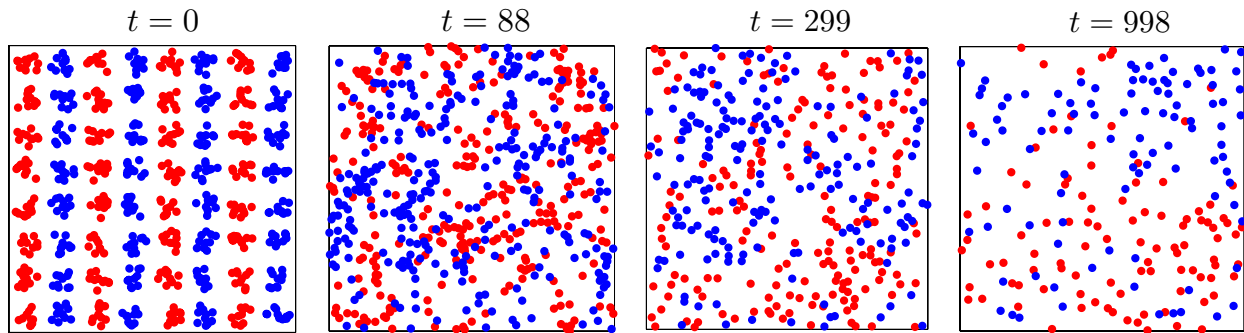 t = 0
t = 88
t = 299
t = 998